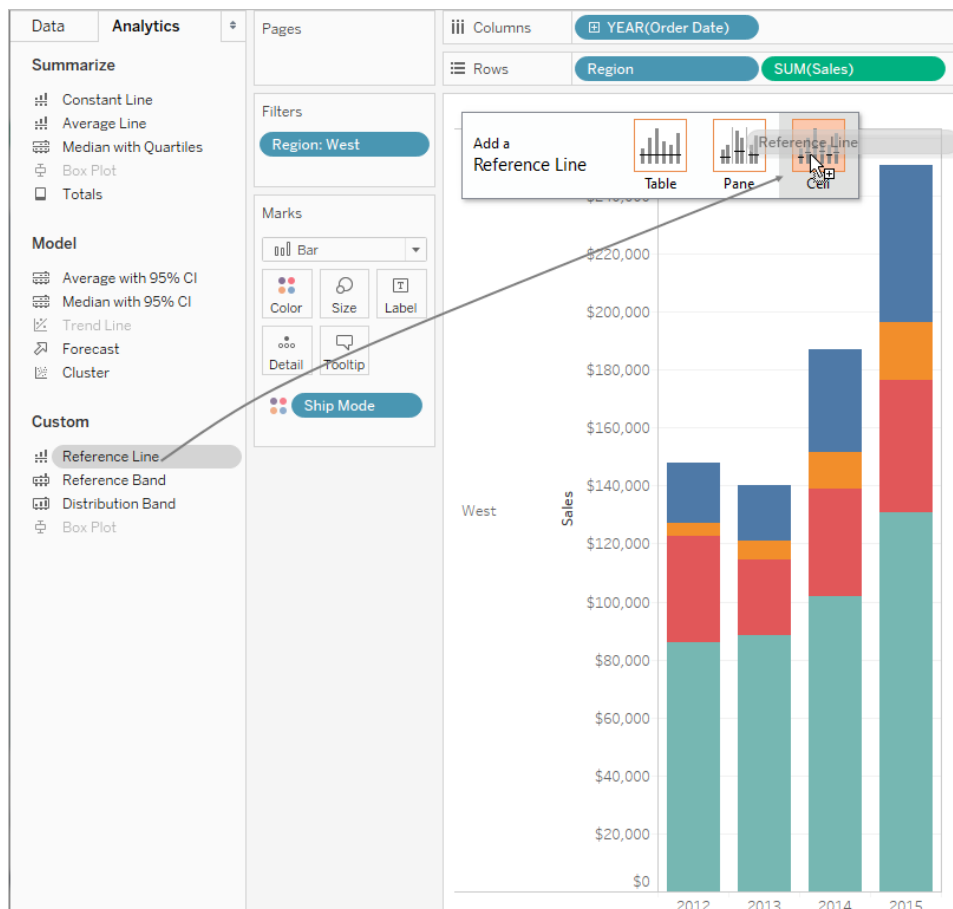 Data
Analytics
Summarize
Constant Line
Average Line
Median with Quartiles
Box Plot
Totals
Model
Average with 95% CI
Median with 95% CI
Trend Line
Forecast
Cluster
Custom
Reference Line
Reference Band
Distribution Band
Box Plot
Pages
Filters
Region: West
Marks
Bar
Color
Size
Label
Detail
Tooltip
Ship Mode
Columns
YEAR(Order Date)
Rows
Region
SUM(Sales)
Add a
Reference Line
Table
Pane
Cell
Reference Line
West
Sales
$240,000
$220,000
$200,000
$180,000
$160,000
$140,000
$120,000
$100,000
$80,000
$60,000
$40,000
$20,000
$0
2012
2013
2014
2015